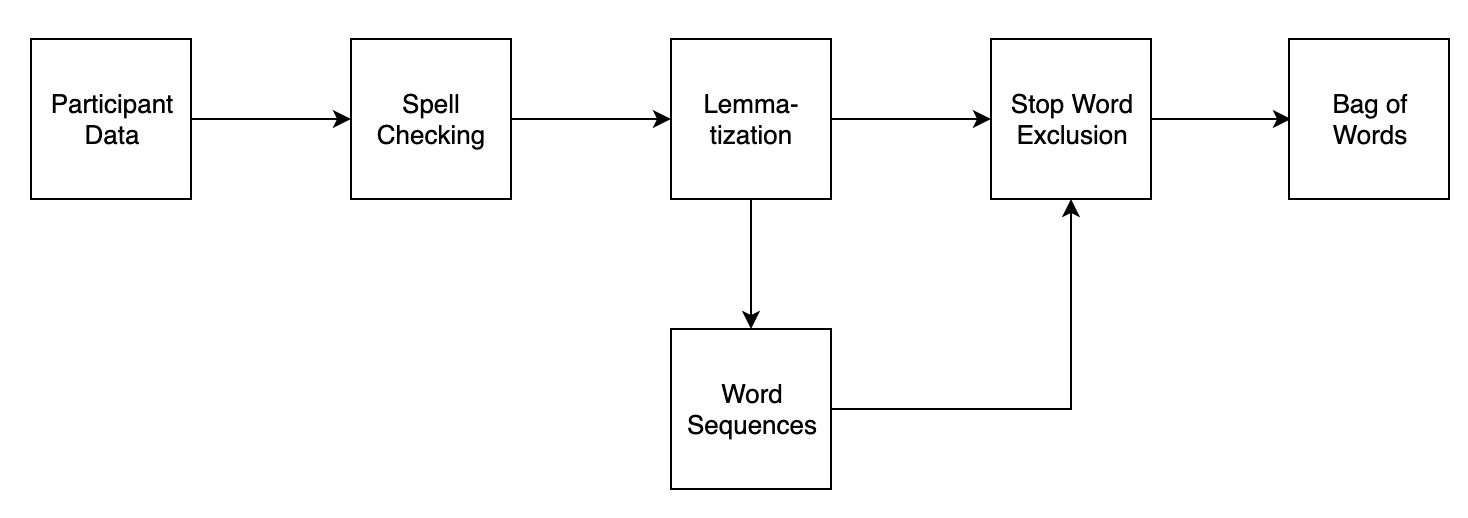 Participant
Data
Spell
Checking
Lemma-
tization
Stop Word
Exclusion
Bag of
Words
Word
Sequences